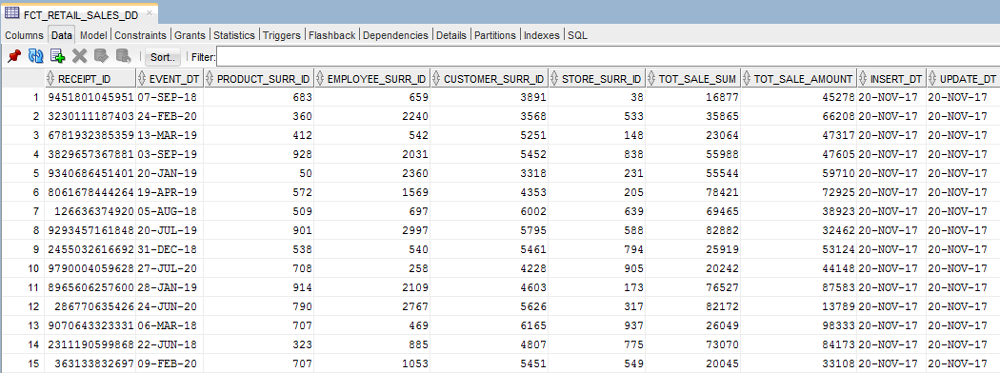 FCT_RETAIL_SALES_DD
Columns Data Model Constraints Grants Statistics Triggers Flashback Dependencies Details Partitions Indexes SQL
Sort.. Filter:
RECEIPT_ID EVENT_DT PRODUCT_SURR_ID EMPLOYEE_SURR_ID CUSTOMER_SURR_ID STORE_SURR_ID TOT_SALE_SUM TOT_SALE_AMOUNT INSERT_DT UPDATE_DT
1 9451801045951 07-SEP-18 683 659 3891 38 16877 45278 20-NOV-17 20-NOV-17
2 3230111187403 24-FEB-20 360 2240 3568 533 35865 66208 20-NOV-17 20-NOV-17
3 6781932385359 13-MAR-19 412 542 5251 148 23064 47317 20-NOV-17 20-NOV-17
4 3829657367881 03-SEP-19 928 2031 5452 838 55988 47605 20-NOV-17 20-NOV-17
5 9340686451401 20-JAN-19 50 2360 3318 231 55544 59710 20-NOV-17 20-NOV-17
6 8061678444264 19-APR-19 572 1569 4353 205 78421 72925 20-NOV-17 20-NOV-17
7 126636374920 05-AUG-18 509 697 6002 639 69465 38923 20-NOV-17 20-NOV-17
8 9293457161848 20-JUL-19 901 2997 5795 588 82882 32462 20-NOV-17 20-NOV-17
9 2455032616692 31-DEC-18 538 540 5461 794 25919 53124 20-NOV-17 20-NOV-17
10 9790004059628 27-JUL-20 708 258 4228 905 20242 44148 20-NOV-17 20-NOV-17
11 8965606257600 28-JAN-19 914 2109 4603 173 76527 87583 20-NOV-17 20-NOV-17
12 286770635426 24-JUN-20 790 2767 5626 317 82172 13789 20-NOV-17 20-NOV-17
13 9070643323331 06-MAR-18 707 469 6165 937 26049 98333 20-NOV-17 20-NOV-17
14 2311190599868 22-JUN-18 323 885 4807 775 73070 84173 20-NOV-17 20-NOV-17
15 363133832697 09-FEB-20 707 1053 5451 549 20045 33108 20-NOV-17 20-NOV-17